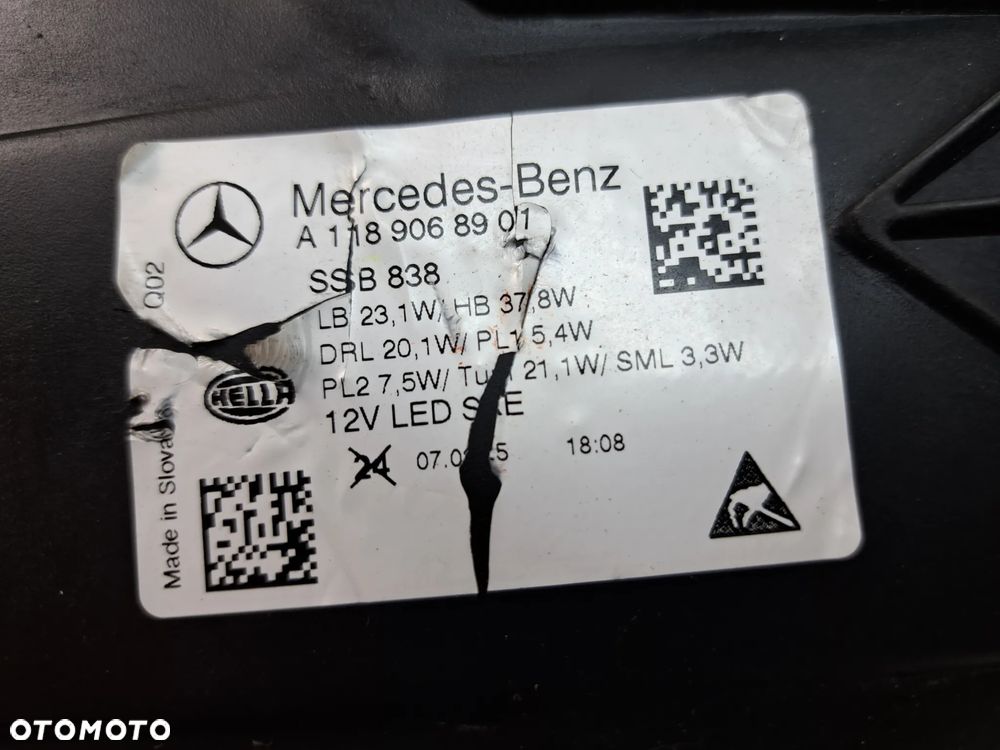 Mercedes-Benz
A 118 906 89 01
SSB 838
LB 23,1W/ HB 37,8W
DRL 20,1W/ PL1 5,4W
PL2 7,5W/ Turn 21,1W/ SML 3,3W
12V LED SAE
24
18:08
Q02
HELLA
Made in
OTOMOTO